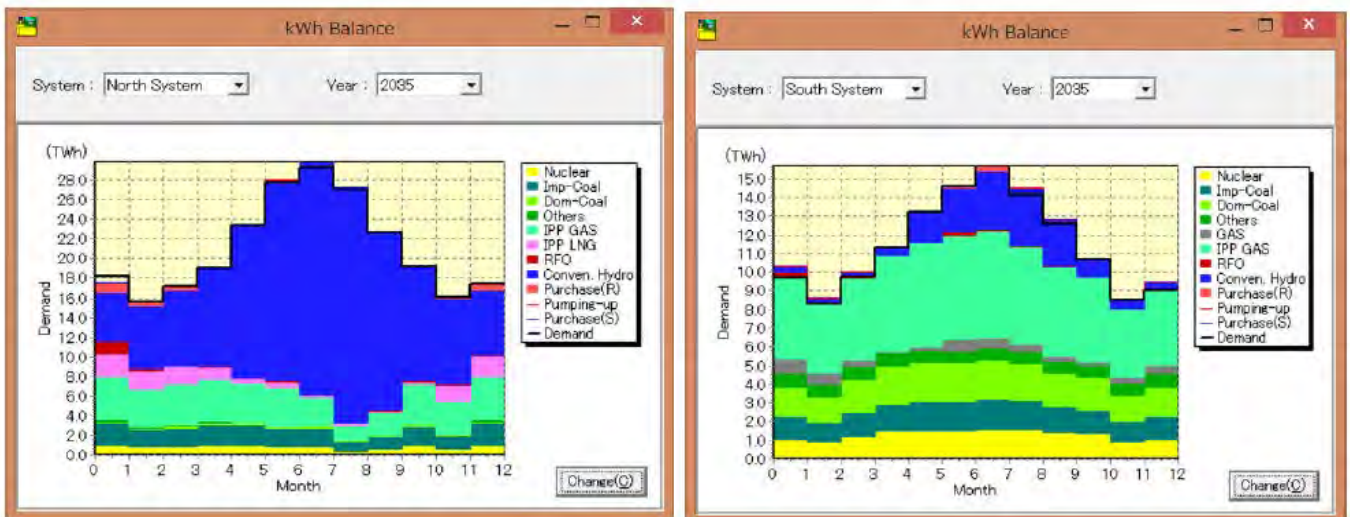 kWh Balance
System : North System
Year : 2035
(TWh)
28.0
26.0
24.0
22.0
20.0
18.0
16.0
14.0
12.0
10.0
8.0
6.0
4.0
2.0
0.0
Demand
0 1 2 3 4 5 6 7 8 9 10 11 12
Month
Nuclear
Imp-Coal
Dom-Coal
Others
IPP GAS
IPP LNG
RFO
Conven. Hydro
Purchase(R)
Pumping-up
Purchase(S)
Demand
Change(C)
kWh Balance
System : South System
Year : 2035
(TWh)
15.0
14.0
13.0
12.0
11.0
10.0
9.0
8.0
7.0
6.0
5.0
4.0
3.0
2.0
1.0
0.0
Demand
0 1 2 3 4 5 6 7 8 9 10 11 12
Month
Nuclear
Imp-Coal
Dom-Coal
Others
GAS
IPP GAS
RFO
Conven. Hydro
Purchase(R)
Pumping-up
Purchase(S)
Demand
Change(C)